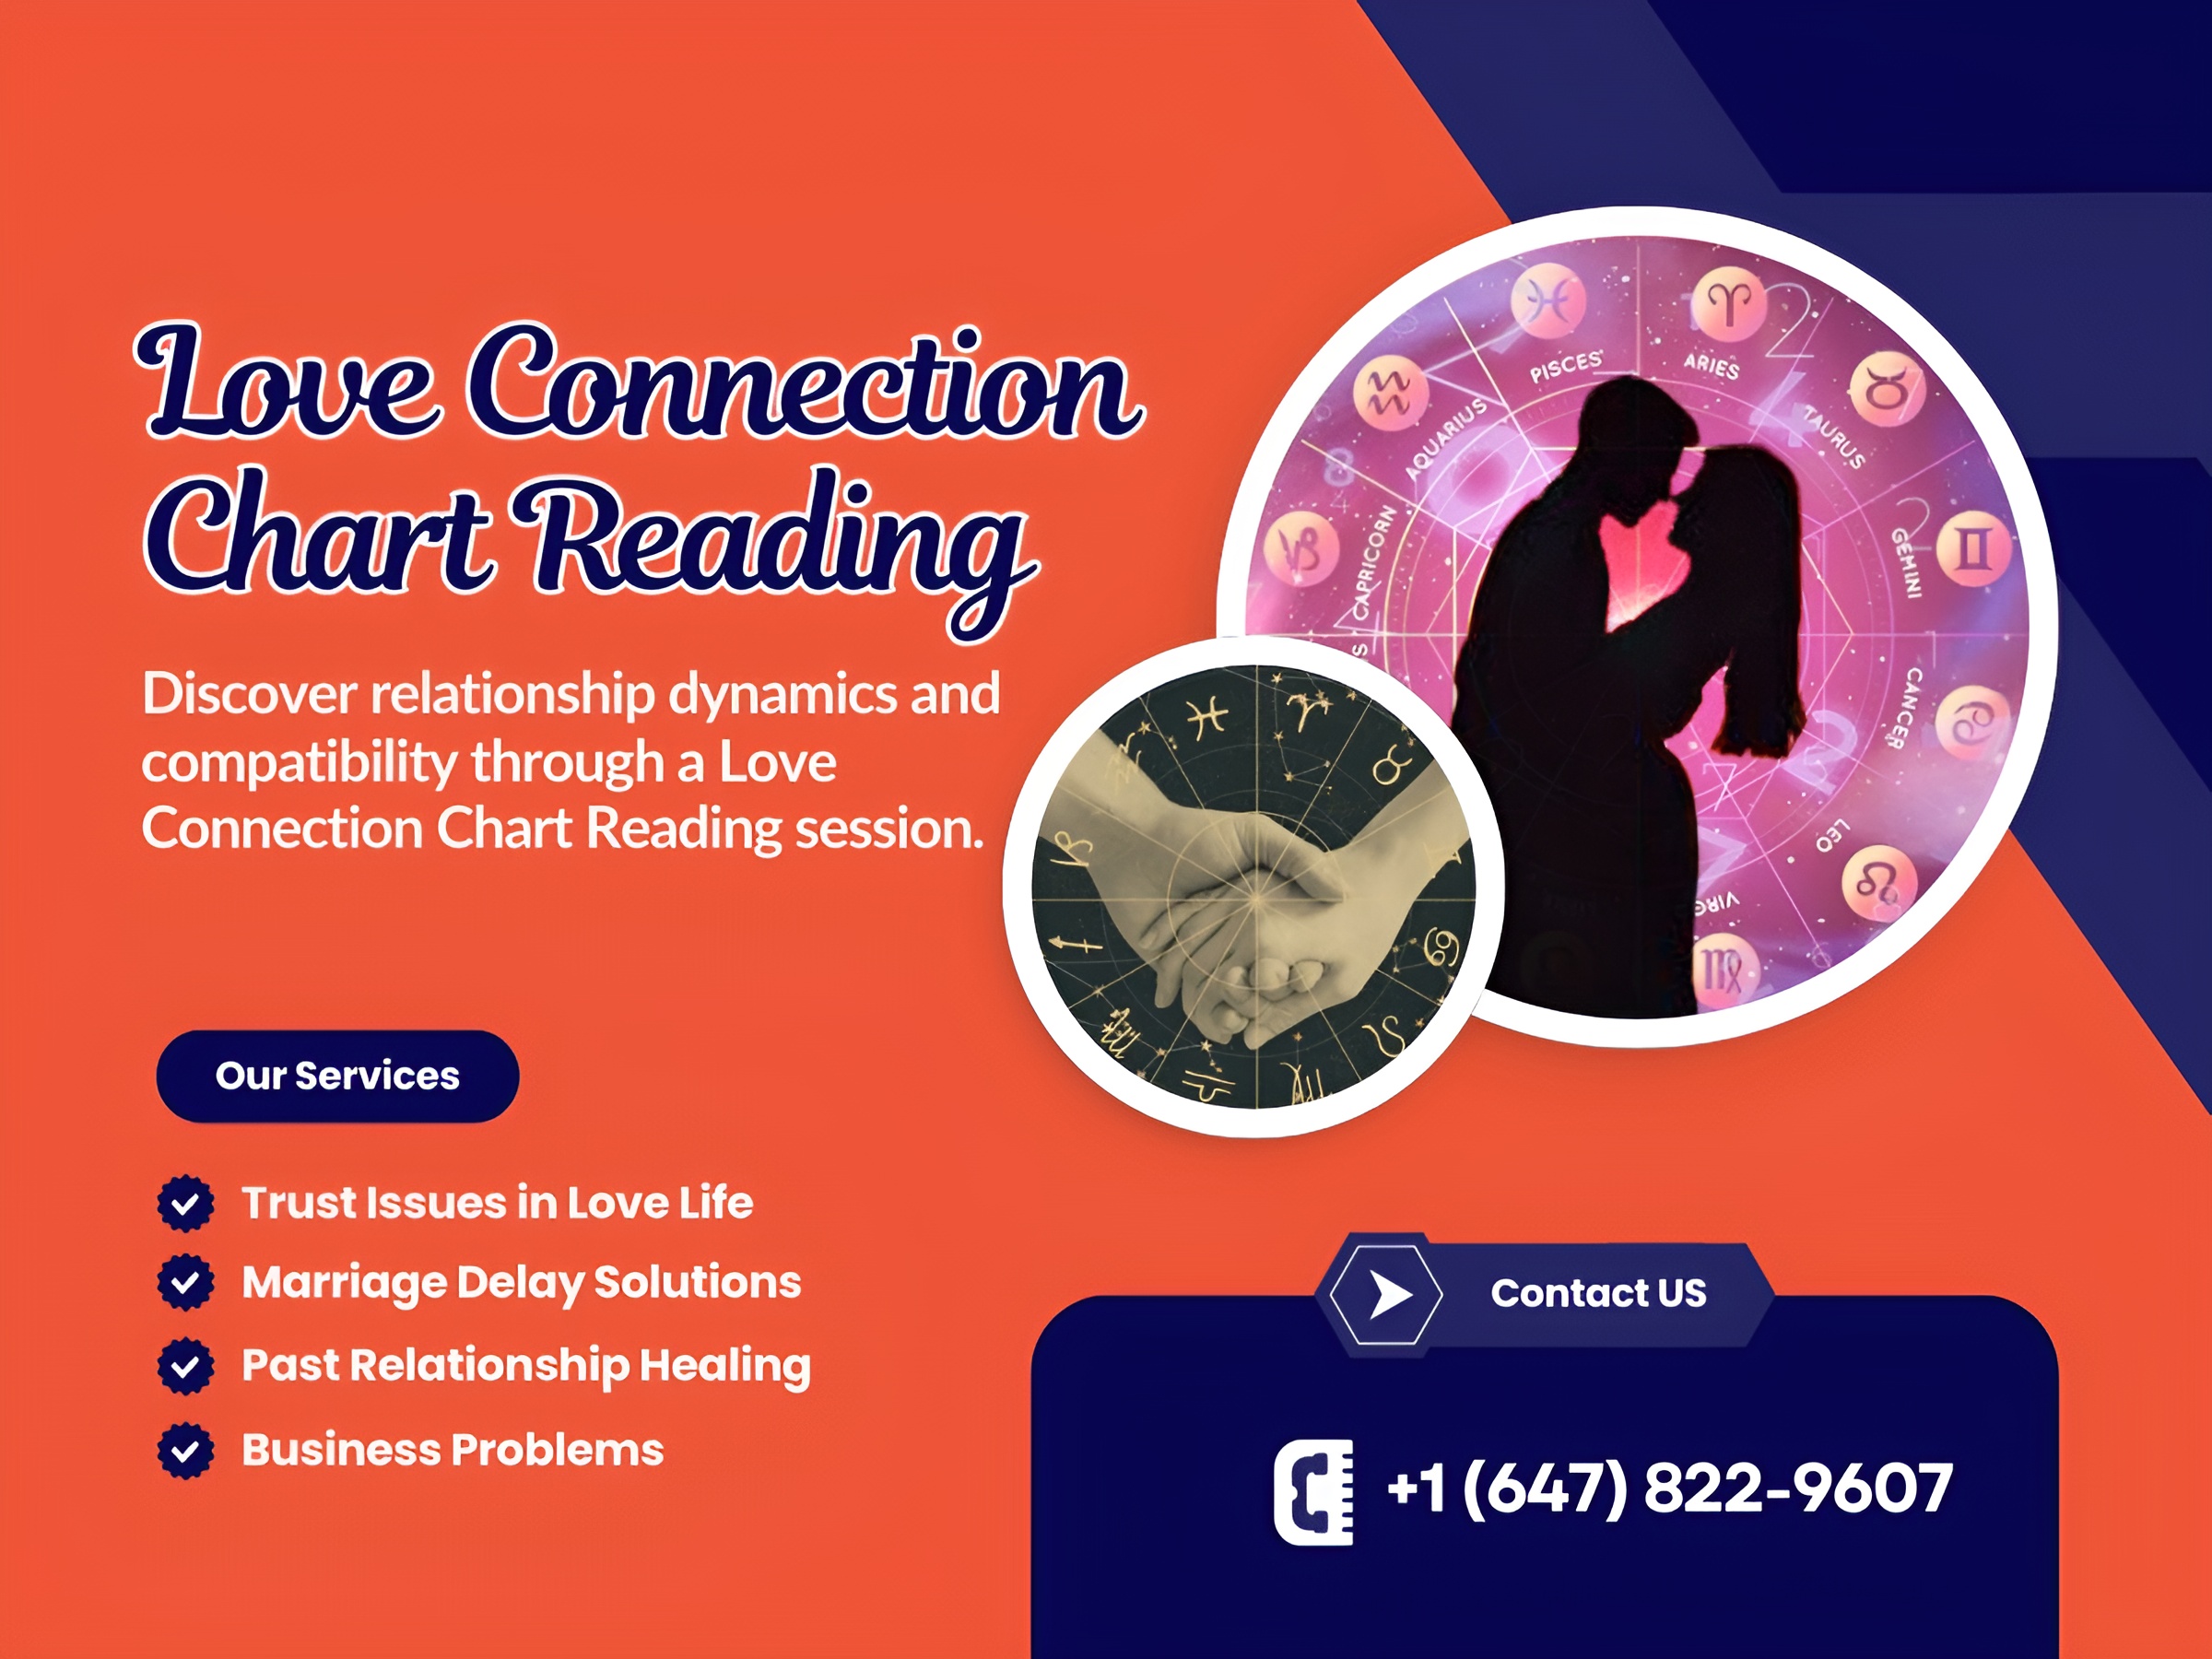 Love Connection
Chart Reading
Discover relationship dynamics and
compatibility through a Love
Connection Chart Reading session.
PISCES
ARIES
AQUARIUS
TAURUS
CAPRICORN
GEMINI
CANCER
LEO
Our Services
Trust Issues in Love Life
Marriage Delay Solutions
Past Relationship Healing
Business Problems
Contact US
+1 (647) 822-9607